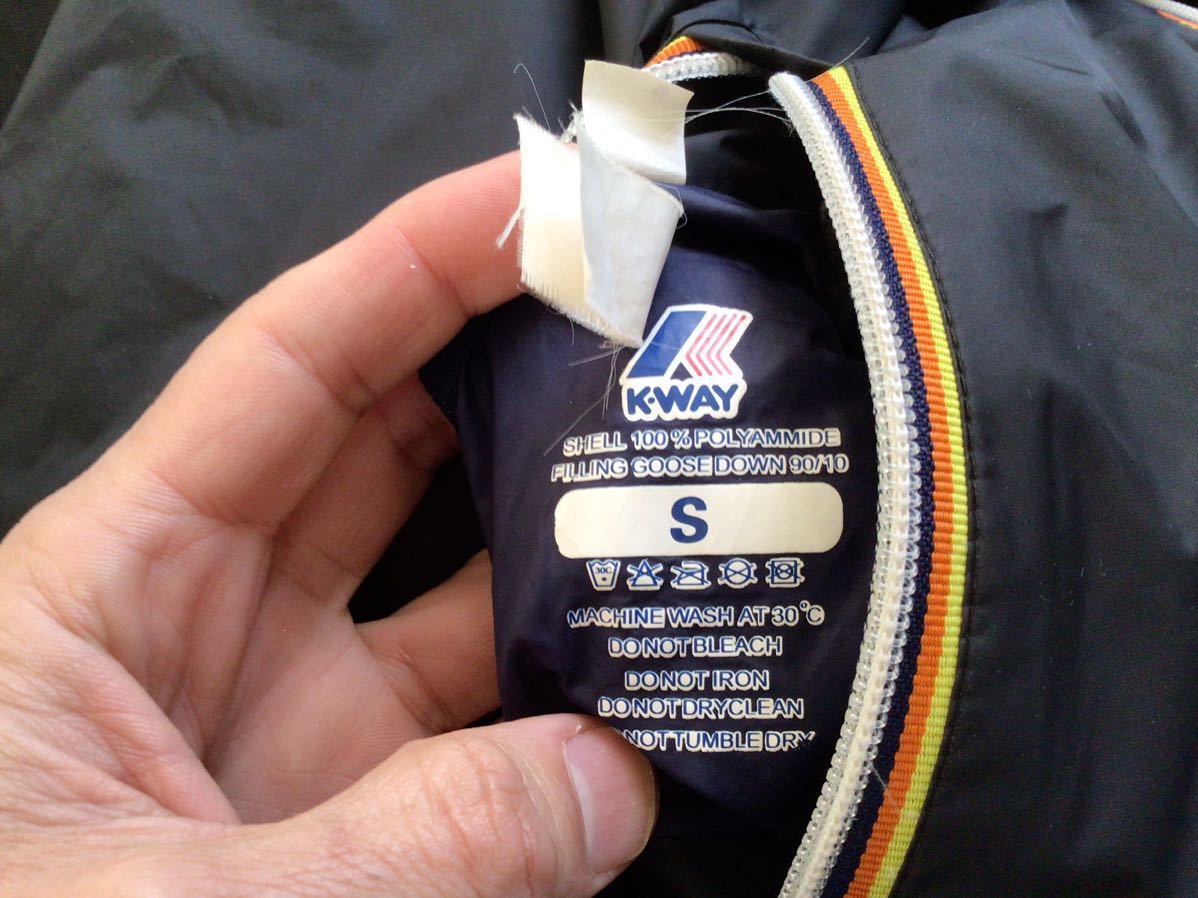 K·WAY
SHELL 100 % POLYAMMIDE
FILLING GOOSE DOWN 90/10
S
30C
MACHINE WASH AT 30°C
DO NOT BLEACH
DO NOT IRON
DO NOT DRYCLEAN
NOT TUMBLE DRY